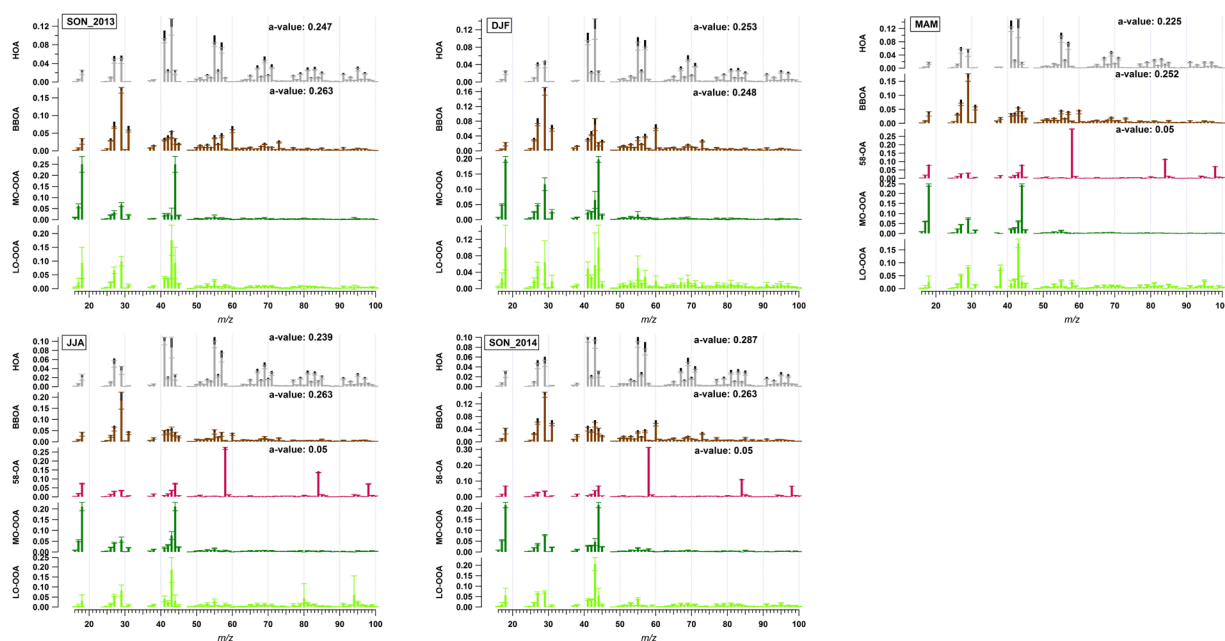 SON_2013
a-value: 0.247
HOA
0.12
0.08
0.04
0.00
a-value: 0.263
BBOA
0.15
0.10
0.05
0.00
MO-OOA
0.25
0.20
0.15
0.10
0.05
0.00
LO-OOA
0.20
0.15
0.10
0.05
0.00
20 30 40 50 60 70 80 90 100
m/z
DJF
a-value: 0.253
HOA
0.12
0.08
0.04
0.00
a-value: 0.248
BBOA
0.16
0.12
0.08
0.04
0.00
MO-OOA
0.20
0.15
0.10
0.05
0.00
LO-OOA
0.12
0.08
0.04
0.00
20 30 40 50 60 70 80 90 100
m/z
MAM
a-value: 0.225
HOA
0.12
0.08
0.04
0.00
a-value: 0.252
BBOA
0.15
0.10
0.05
0.00
a-value: 0.05
58-OA
0.25
0.20
0.15
0.10
0.05
0.00
MO-OOA
0.25
0.20
0.15
0.10
0.05
0.00
LO-OOA
0.15
0.10
0.05
0.00
20 30 40 50 60 70 80 90 100
m/z
JJA
a-value: 0.239
HOA
0.10
0.08
0.06
0.04
0.02
0.00
a-value: 0.263
BBOA
0.20
0.15
0.10
0.05
0.00
a-value: 0.05
58-OA
0.25
0.20
0.15
0.10
0.05
0.00
MO-OOA
0.20
0.15
0.10
0.05
0.00
LO-OOA
0.25
0.20
0.15
0.10
0.05
0.00
20 30 40 50 60 70 80 90 100
m/z
SON_2014
a-value: 0.287
HOA
0.10
0.08
0.06
0.04
0.02
0.00
a-value: 0.263
BBOA
0.12
0.08
0.04
0.00
a-value: 0.05
58-OA
0.30
0.20
0.10
0.00
MO-OOA
0.20
0.15
0.10
0.05
0.00
LO-OOA
0.20
0.15
0.10
0.05
0.00
20 30 40 50 60 70 80 90 100
m/z